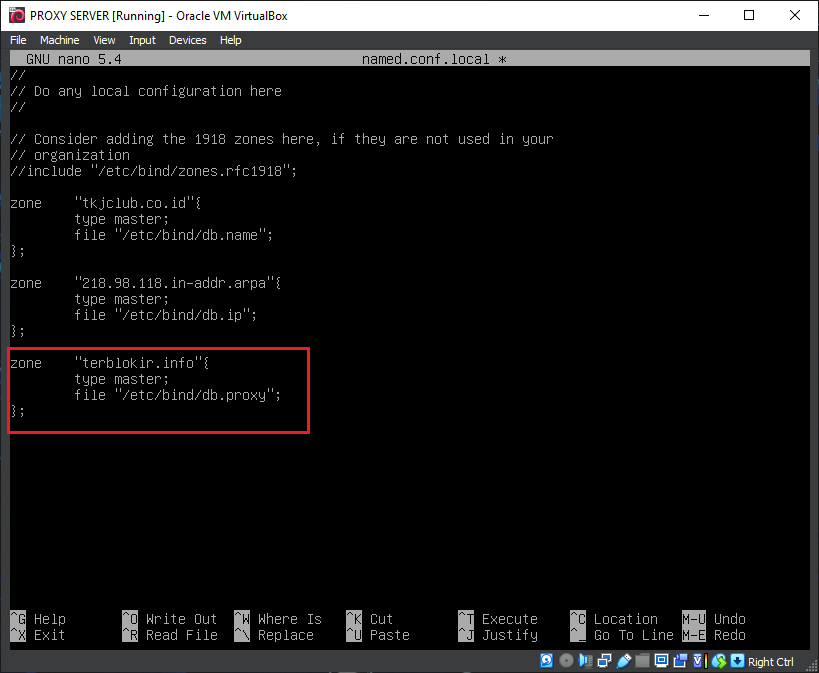 PROXY SERVER [Running] - Oracle VM VirtualBox
File Machine View Input Devices Help
GNU nano 5.4 named.conf.local *
//
// Do any local configuration here
//
// Consider adding the 1918 zones here, if they are not used in your
// organization
//include "/etc/bind/zones.rfc1918";
zone "tkjclub.co.id"{
type master;
file "/etc/bind/db.name";
};
zone "218.98.118.in-addr.arpa"{
type master;
file "/etc/bind/db.ip";
};
zone "terblokir.info"{
type master;
file "/etc/bind/db.proxy";
};
^G Help ^O Write Out ^W Where Is ^K Cut ^T Execute ^C Location M-U Undo
^X Exit ^R Read File ^\ Replace ^U Paste ^J Justify ^_ Go To Line M-E Redo
Right Ctrl